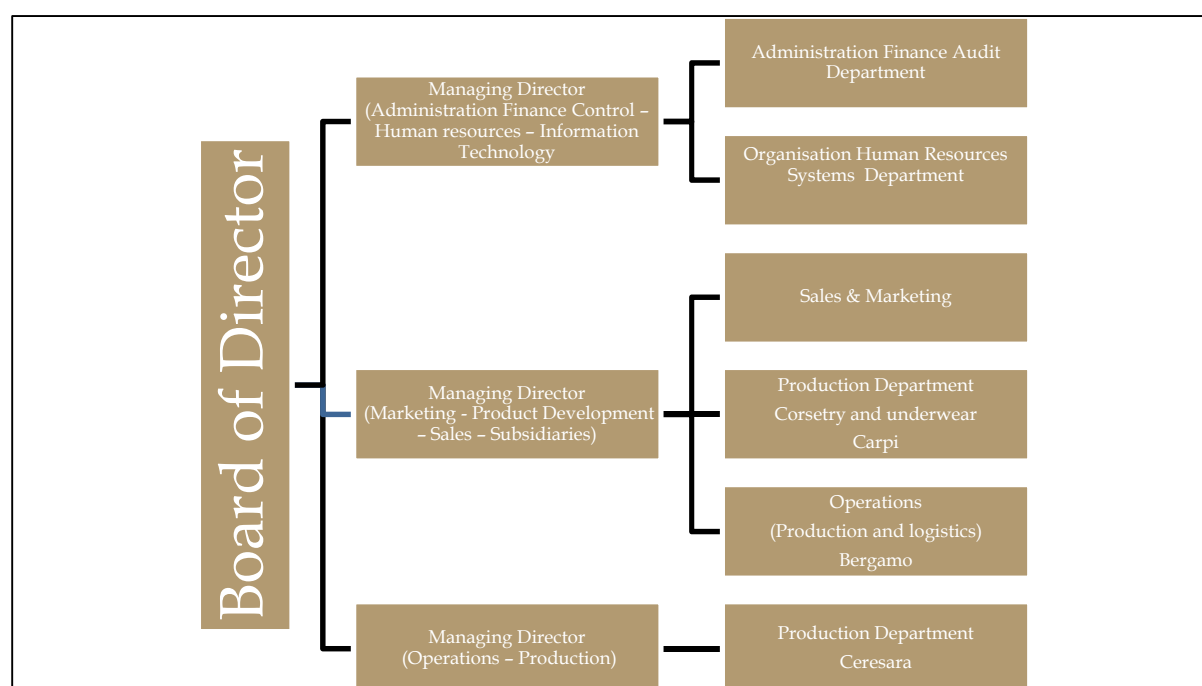 Board of Director
Managing Director
(Administration Finance Control –
Human resources – Information
Technology
Administration Finance Audit
Department
Organisation Human Resources
Systems Department
Managing Director
(Marketing - Product Development
– Sales – Subsidiaries)
Sales & Marketing
Production Department
Corsetry and underwear
Carpi
Operations
(Production and logistics)
Bergamo
Managing Director
(Operations – Production)
Production Department
Ceresara